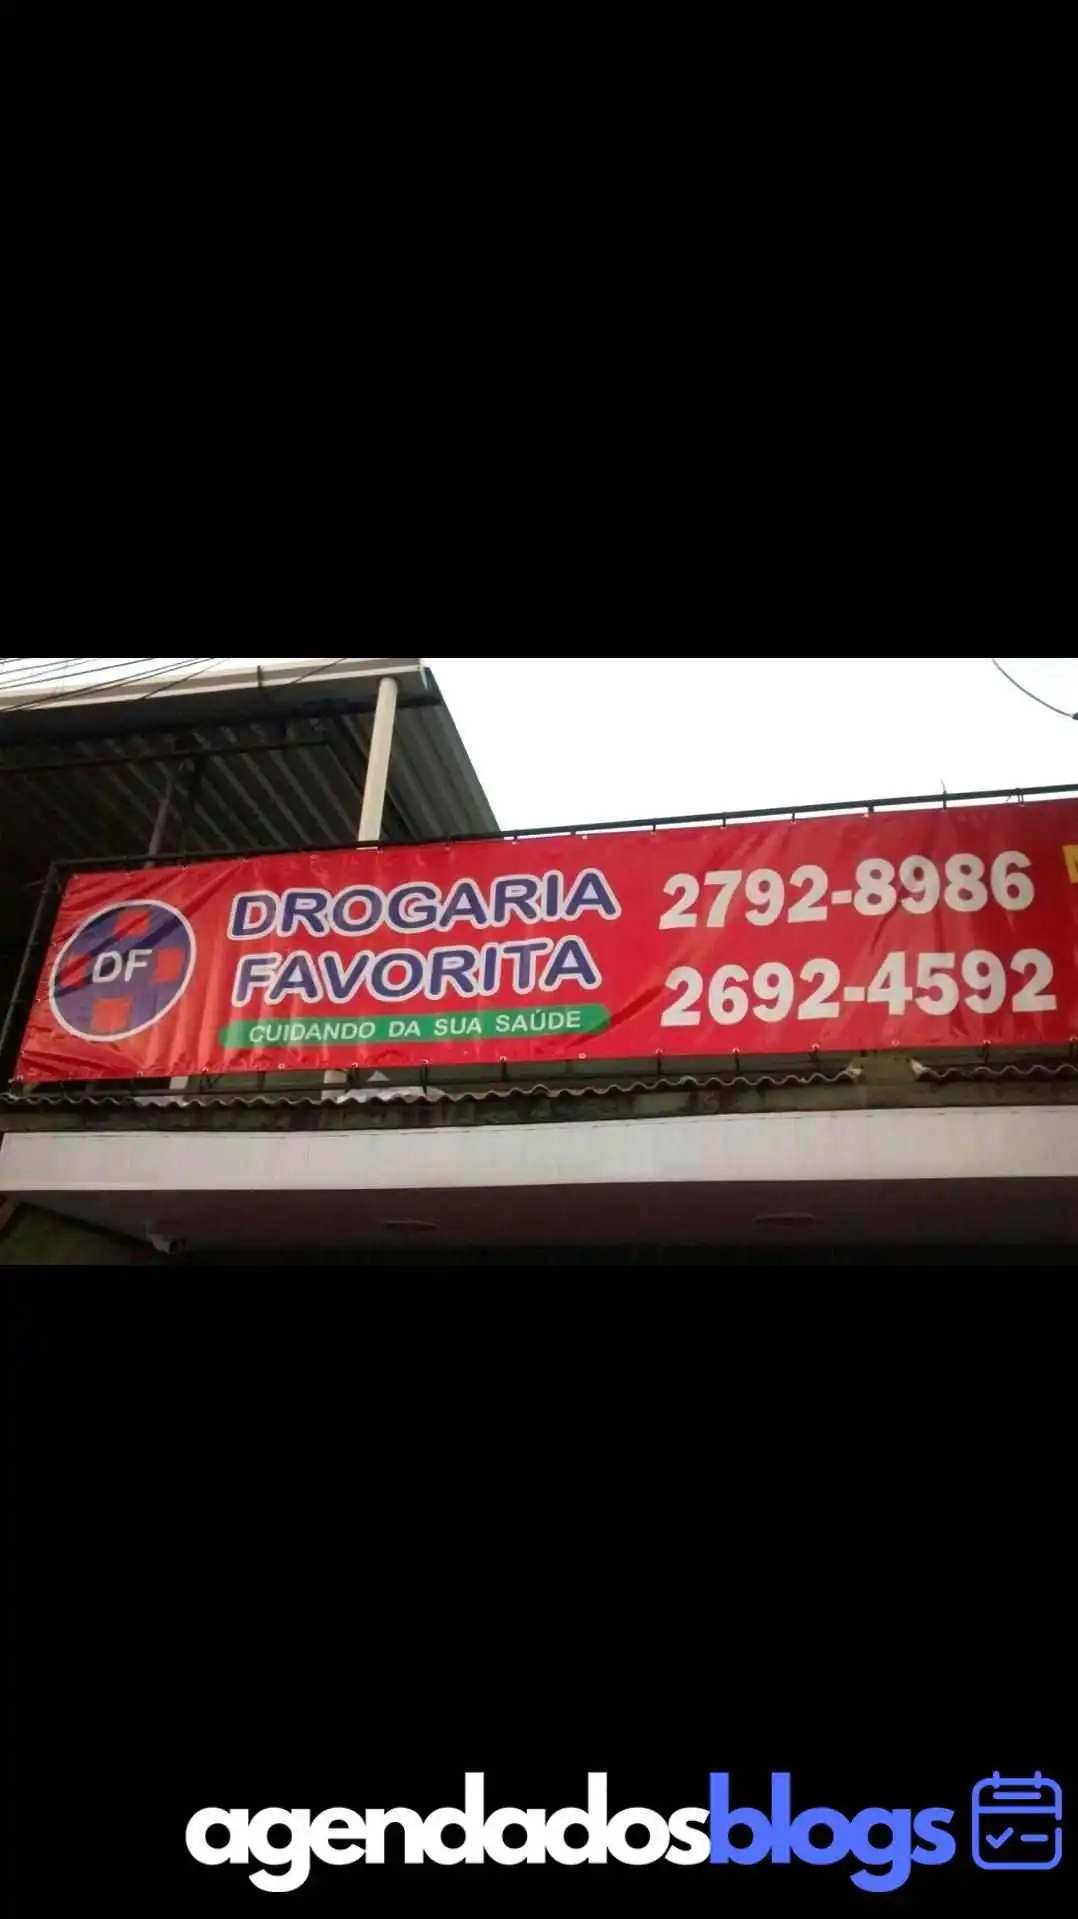 DF
DROGARIA
FAVORITA
CUIDANDO DA SUA SAÚDE
2792-8986
2692-4592
agendadosblogs